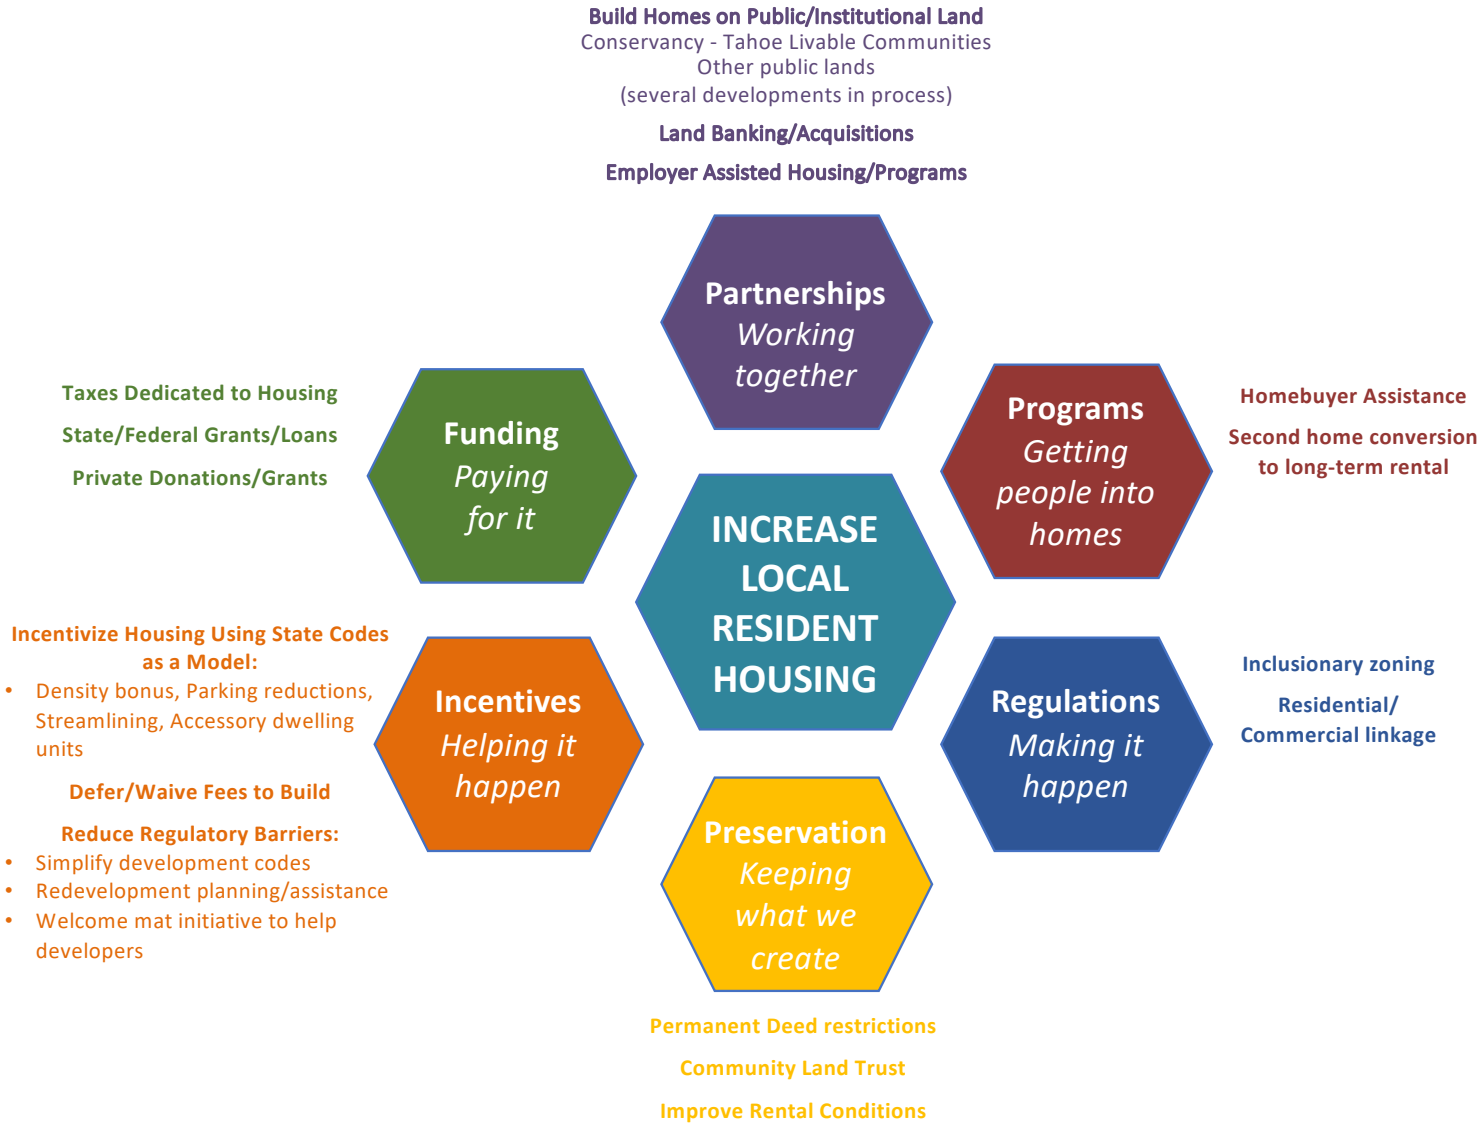 Build Homes on Public/Institutional Land
Conservancy - Tahoe Livable Communities
Other public lands
(several developments in process)
Land Banking/Acquisitions
Employer Assisted Housing/Programs
Partnerships
Working
together
Taxes Dedicated to Housing
State/Federal Grants/Loans
Private Donations/Grants
Funding
Paying
for it
Programs
Getting
people into
homes
Homebuyer Assistance
Second home conversion
to long-term rental
INCREASE
LOCAL
RESIDENT
HOUSING
Incentivize Housing Using State Codes
as a Model:
• Density bonus, Parking reductions,
Streamlining, Accessory dwelling
units
Defer/Waive Fees to Build
Reduce Regulatory Barriers:
• Simplify development codes
• Redevelopment planning/assistance
• Welcome mat initiative to help
developers
Incentives
Helping it
happen
Regulations
Making it
happen
Inclusionary zoning
Residential/
Commercial linkage
Preservation
Keeping
what we
create
Permanent Deed restrictions
Community Land Trust
Improve Rental Conditions